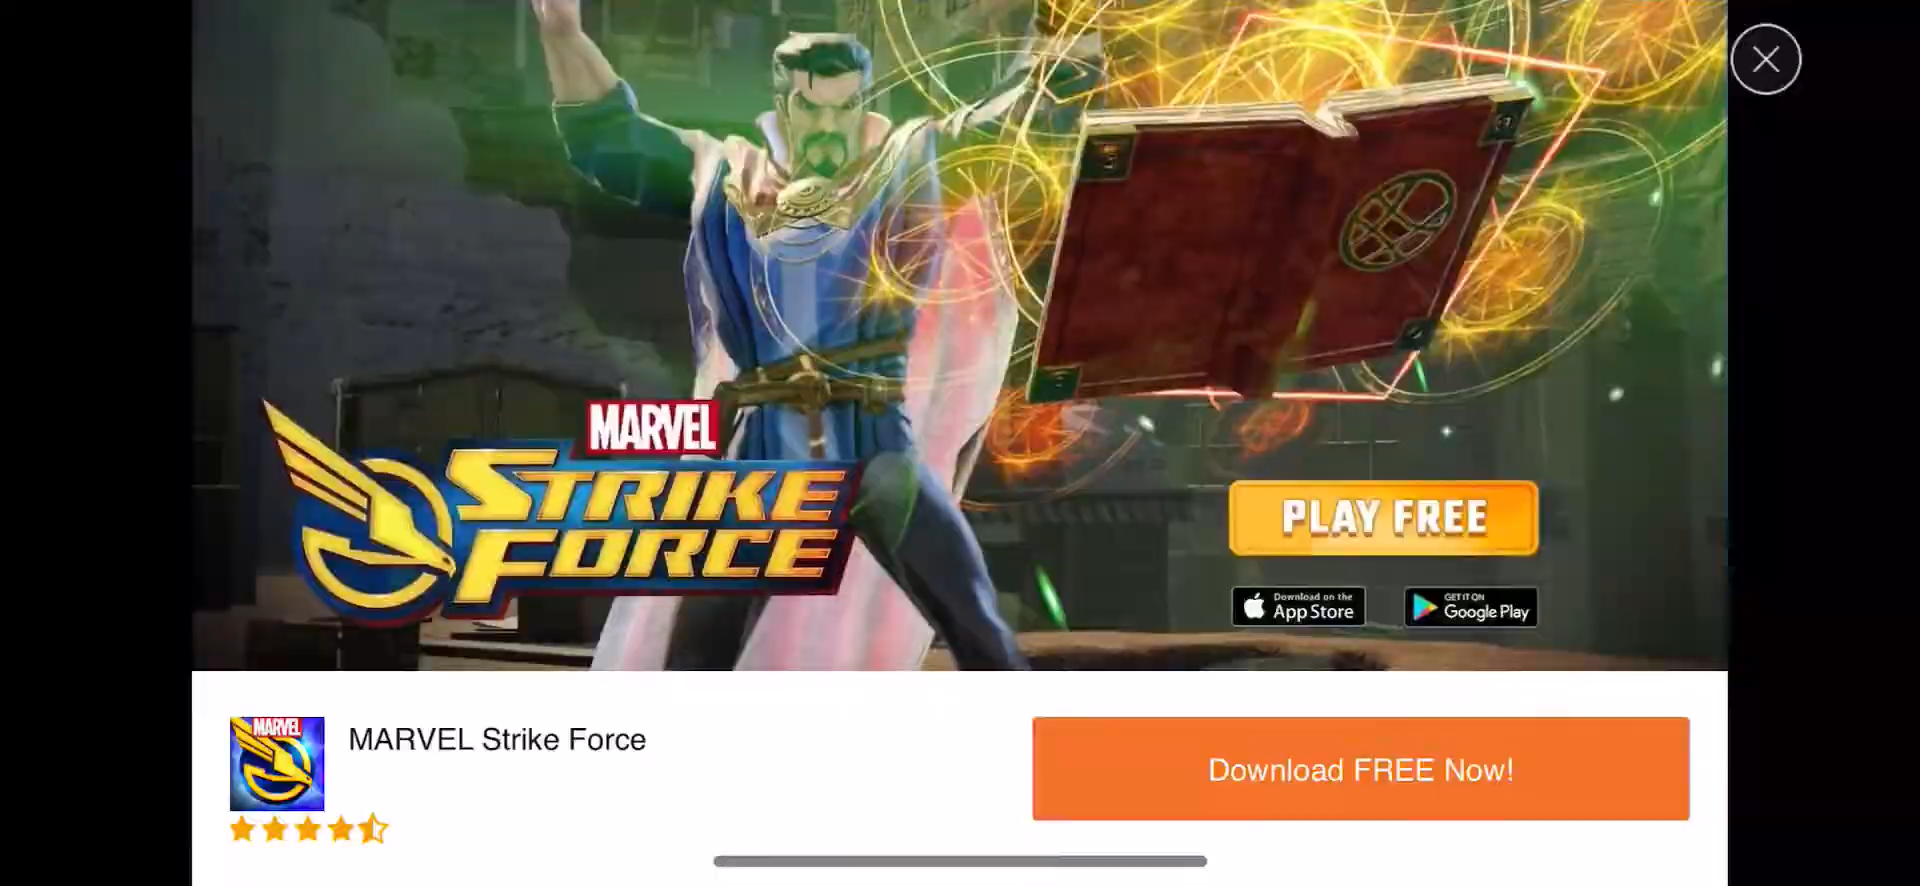 MARVEL
STRIKE
FORCE
PLAY FREE
Download on the
App Store
GET IT ON
Google Play
MARVEL
MARVEL Strike Force
Download FREE Now!